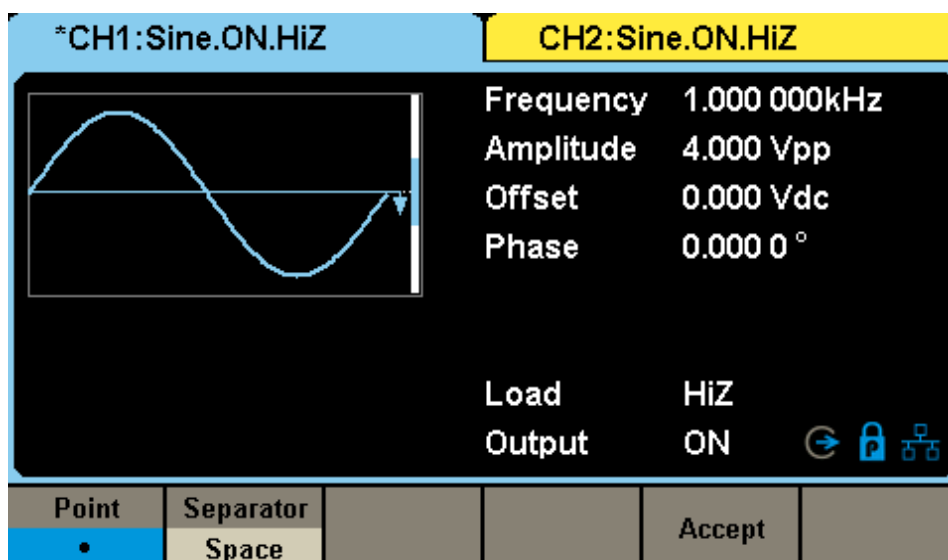 *CH1:Sine.ON.HiZ CH2:Sine.ON.HiZ
Frequency 1.000 000kHz
Amplitude 4.000 Vpp
Offset 0.000 Vdc
Phase 0.000 0 °
Load HiZ
Output ON P
Point Separator Accept
• Space